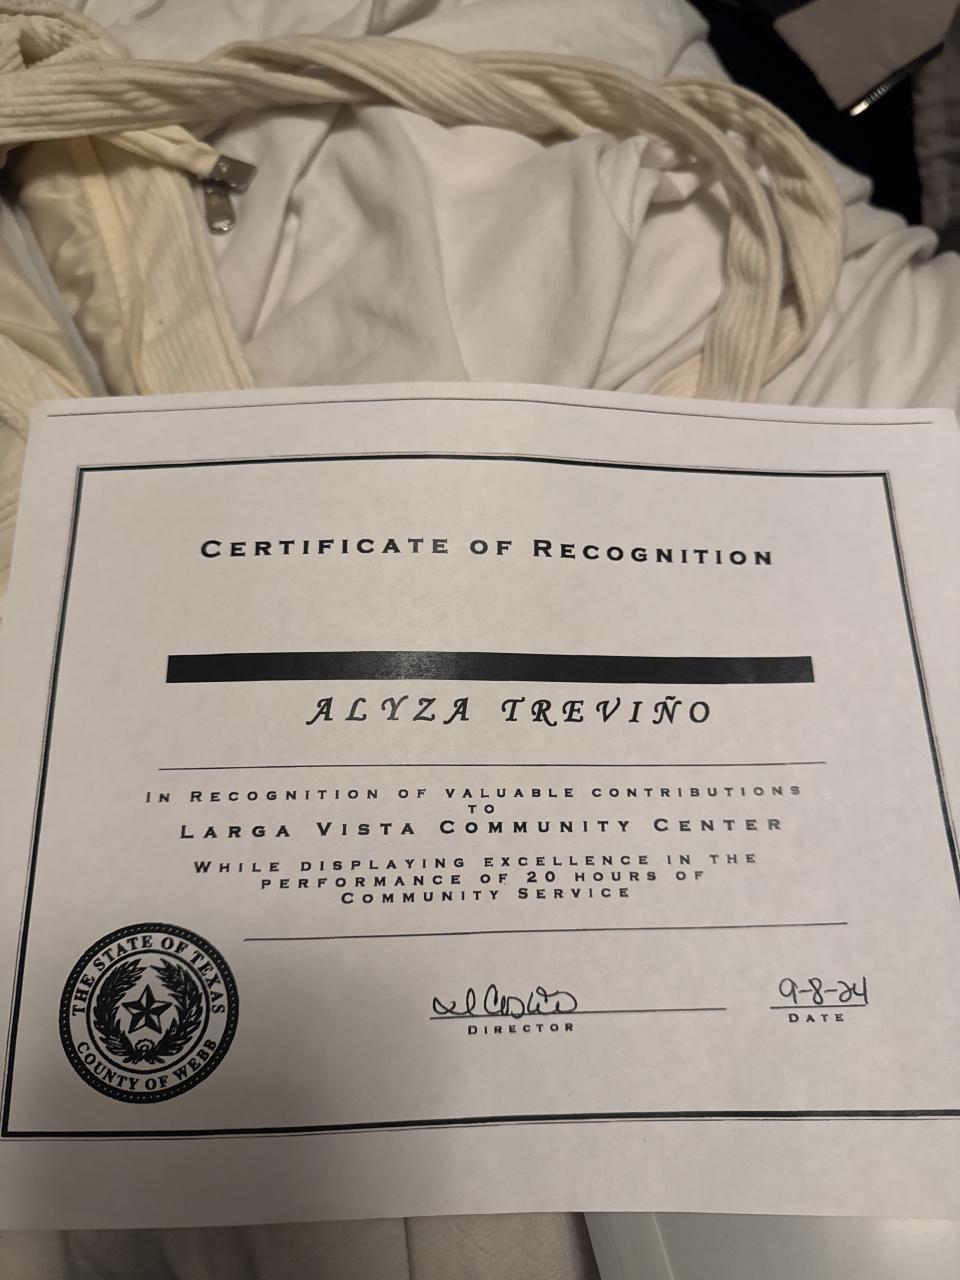 CERTIFICATE OF RECOGNITION
ALYZA TREVIÑO
IN RECOGNITION OF VALUABLE CONTRIBUTIONS
TO
LARGA VISTA COMMUNITY CENTER
WHILE DISPLAYING EXCELLENCE IN THE
PERFORMANCE OF 20 HOURS OF
COMMUNITY SERVICE
THE STATE OF TEXAS
COUNTY OF WEBB
9-8-24
DIRECTOR
DATE